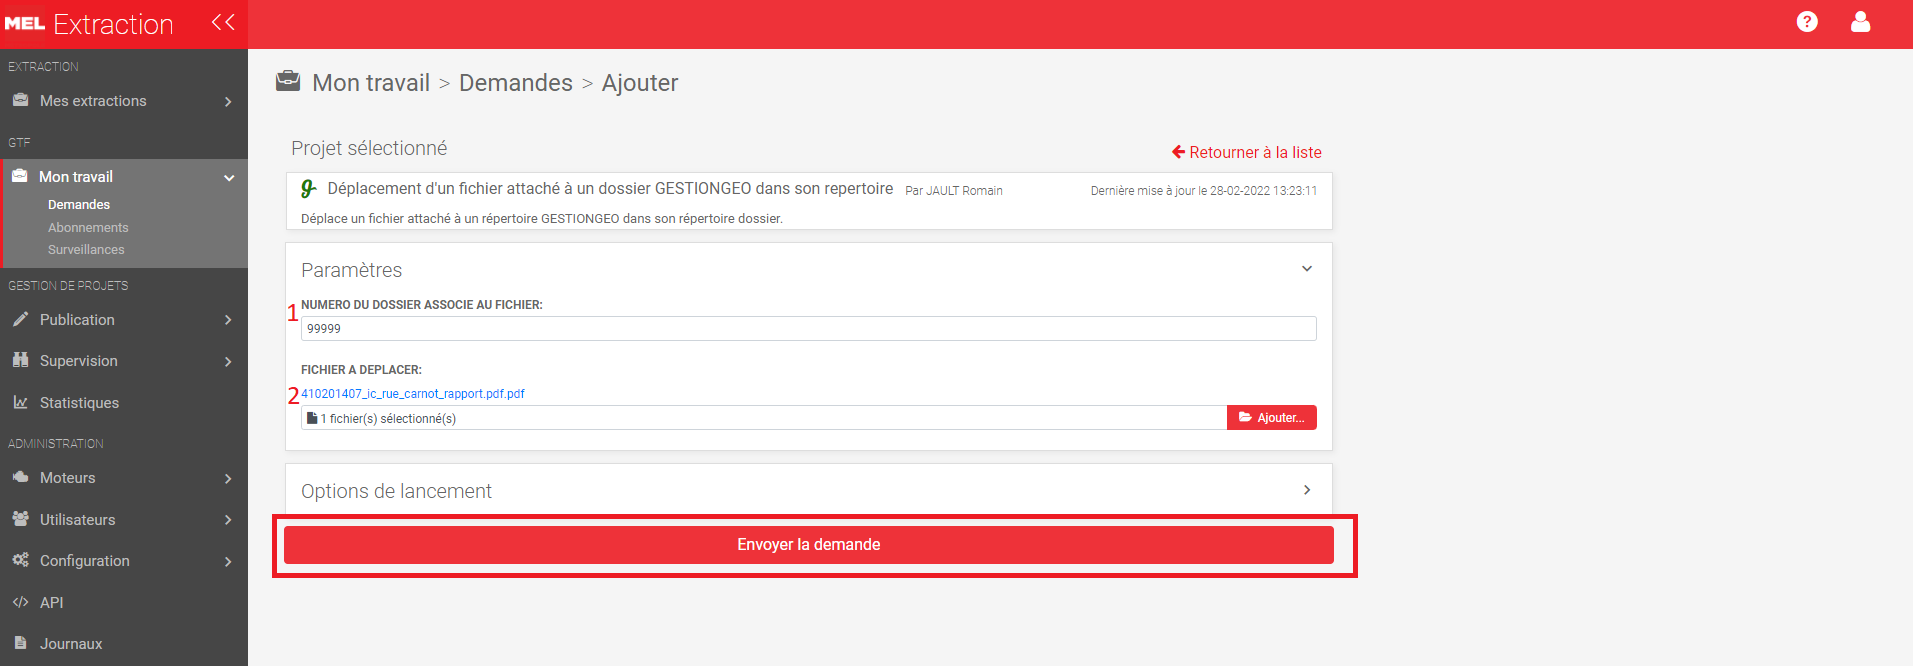 MEL Extraction
EXTRACTION
Mes extractions
GTF
Mon travail
Demandes
Abonnements
Surveillances
GESTION DE PROJETS
Publication
Supervision
Statistiques
ADMINISTRATION
Moteurs
Utilisateurs
Configuration
API
Journaux
Mon travail > Demandes > Ajouter
Projet sélectionné
Retourner à la liste
Déplacement d'un fichier attaché à un dossier GESTIONGEO dans son repertoire Par JAULT Romain Dernière mise à jour le 28-02-2022 13:23:11
Déplace un fichier attaché à un répertoire GESTIONGEO dans son répertoire dossier.
Paramètres
1 NUMERO DU DOSSIER ASSOCIE AU FICHIER:
99999
FICHIER A DEPLACER:
2 410201407_ic_rue_carnot_rapport.pdf.pdf
1 fichier(s) sélectionné(s) Ajouter...
Options de lancement
Envoyer la demande